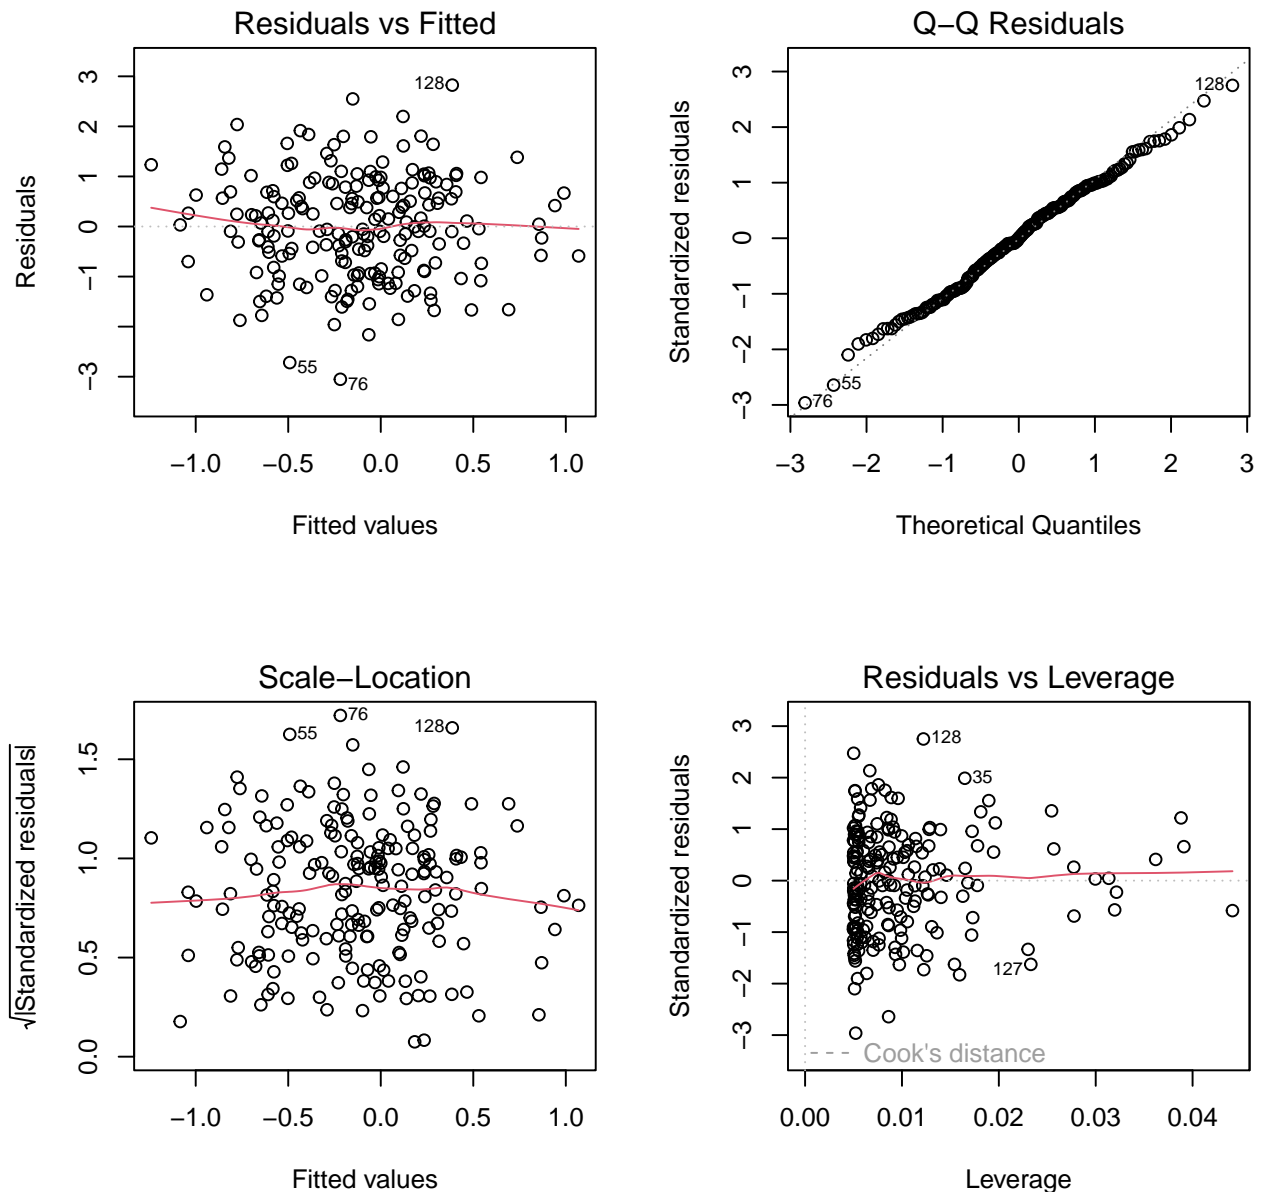 Residuals vs Fitted
Residuals
3
2
1
0
−1
−3
128
55
76
−1.0 −0.5 0.0 0.5 1.0
Fitted values
Q−Q Residuals
Standardized residuals
3
2
1
0
−1
−2
−3
128
55
76
−3 −2 −1 0 1 2 3
Theoretical Quantiles
Scale−Location
√|Standardized residuals|
1.5
1.0
0.5
0.0
76
55
128
−1.0 −0.5 0.0 0.5 1.0
Fitted values
Residuals vs Leverage
Standardized residuals
3
2
1
0
−1
−2
−3
128
35
127
Cook's distance
0.00 0.01 0.02 0.03 0.04
Leverage